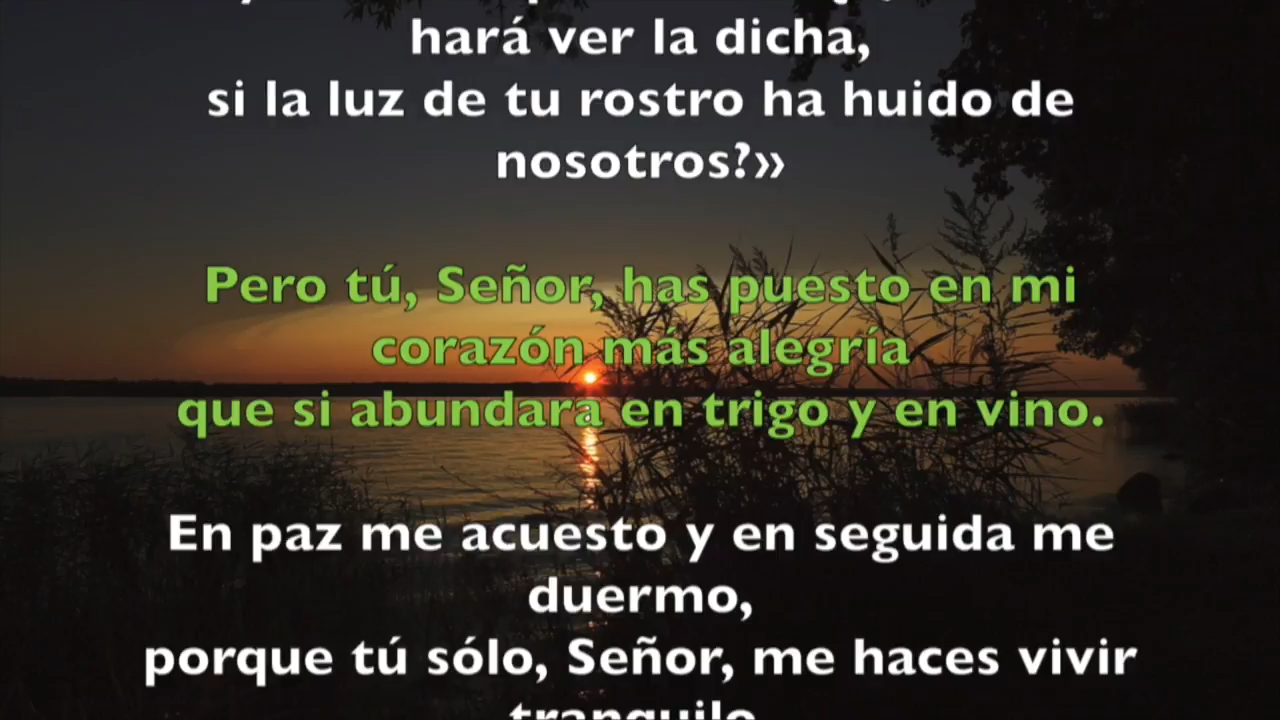 hará ver la dicha,
si la luz de tu rostro ha huido de
nosotros?»
Pero tú, Señor, has puesto en mi
corazón más alegría
que si abundara en trigo y en vino.
En paz me acuesto y en seguida me
duermo,
porque tú sólo, Señor, me haces vivir
tranquilo